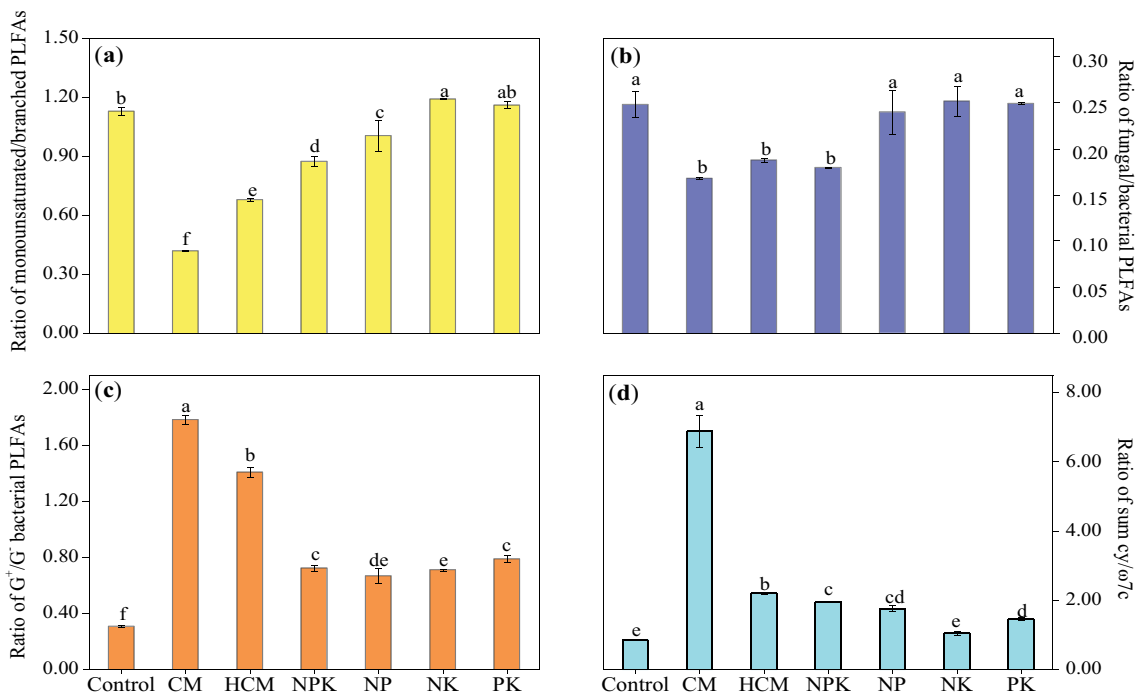 Ratio of monounsaturated/branched PLFAs
1.50
1.20
0.90
0.60
0.30
0.00
(a)
b
f
e
d
c
a
ab
(b)
a
b
b
b
a
a
a
0.30
0.25
0.20
0.15
0.10
0.05
0.00
Ratio of fungal/bacterial PLFAs
Ratio of G⁺/G⁻ bacterial PLFAs
2.00
1.60
1.20
0.80
0.40
0.00
(c)
f
a
b
c
de
e
c
Control CM HCM NPK NP NK PK
(d)
e
a
b
c
cd
e
d
8.00
6.00
4.00
2.00
0.00
Ratio of sum cy/ω7c
Control CM HCM NPK NP NK PK